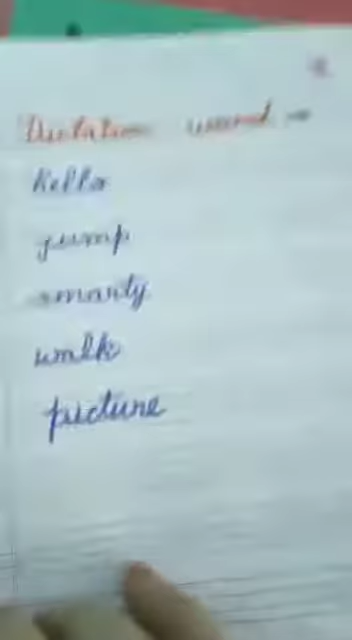 Dictation word →
hello
jump
smarty
walk
picture